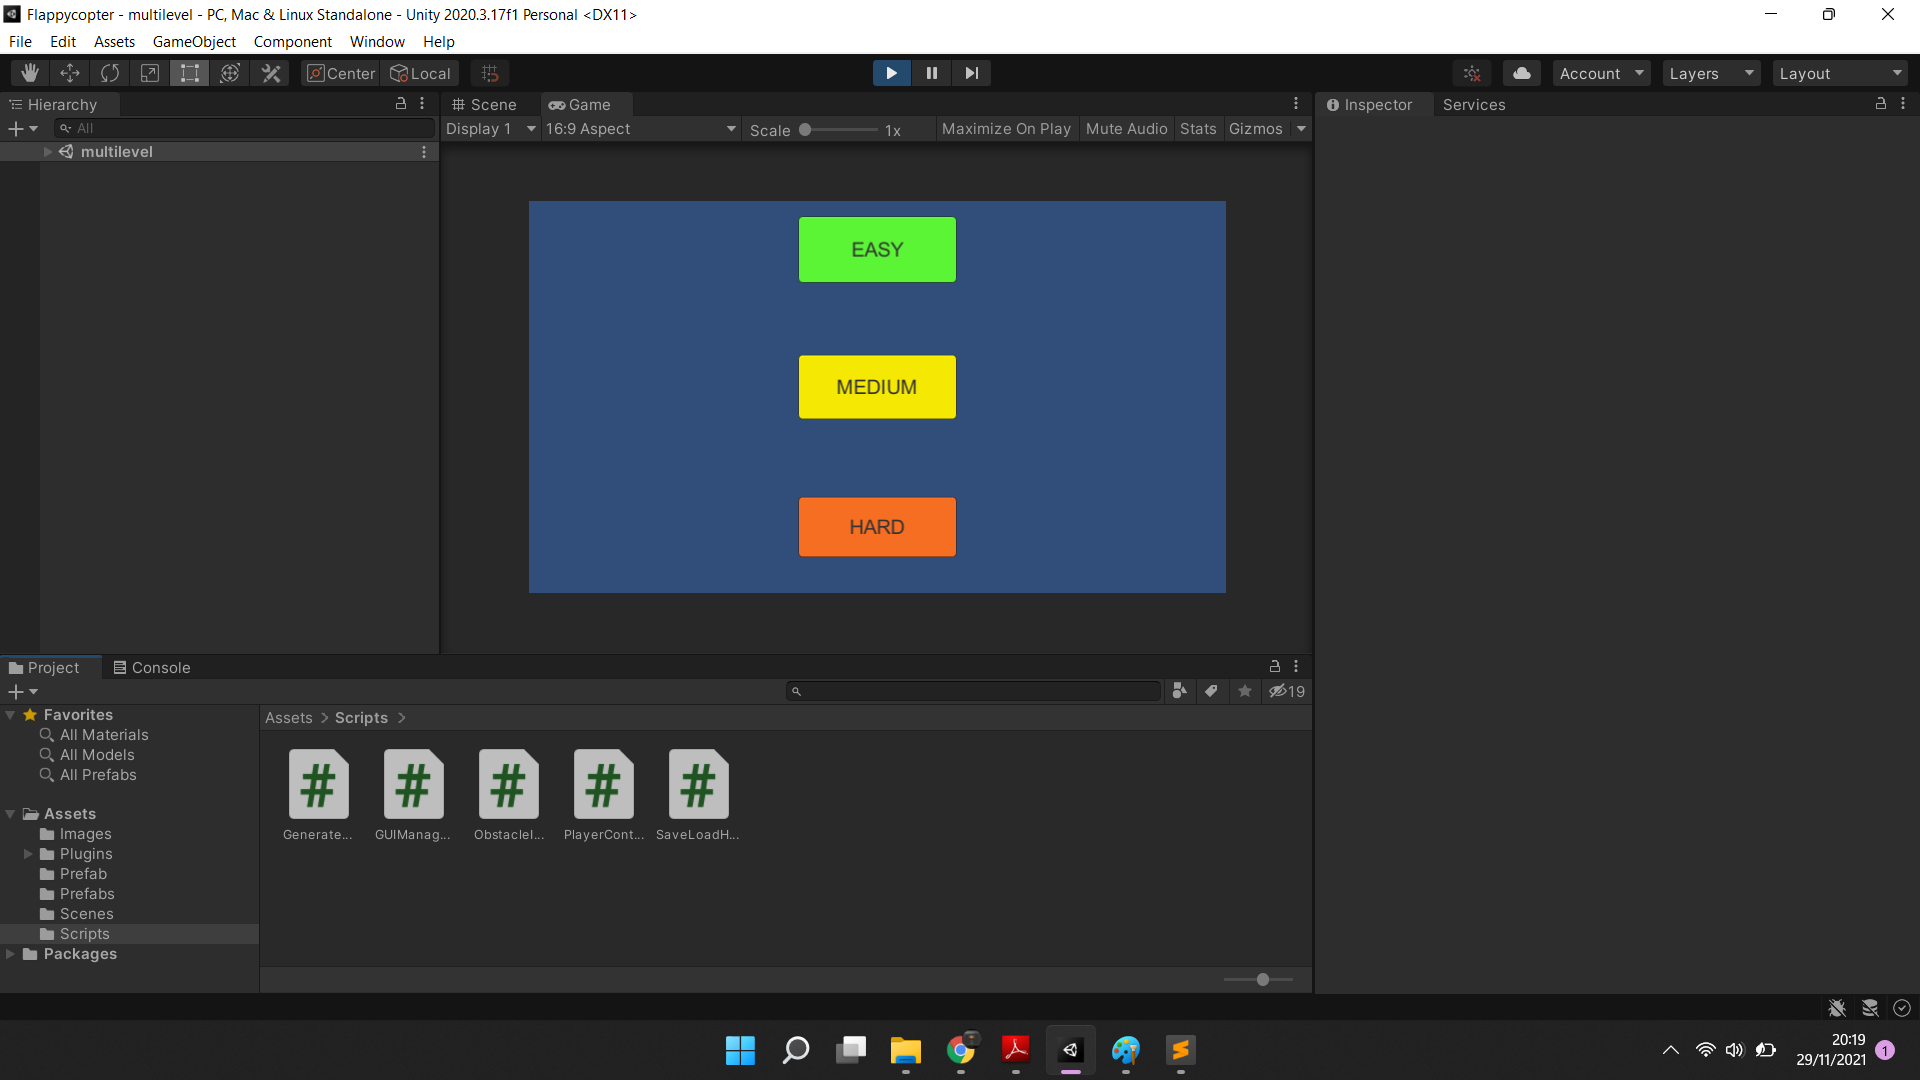 Flappycopter - multilevel - PC, Mac & Linux Standalone - Unity 2020.3.17f1 Personal <DX11>
File Edit Assets GameObject Component Window Help
Center Local Account Layers Layout
Hierarchy Scene Game Inspector Services
All Display 1 16:9 Aspect Scale 1x Maximize On Play Mute Audio Stats Gizmos
multilevel
EASY
MEDIUM
HARD
Project Console
19
Favorites
All Materials
All Models
All Prefabs
Assets
Images
Plugins
Prefab
Prefabs
Scenes
Scripts
Packages
Assets > Scripts >
#
#
#
#
#
Generate... GUIManag... ObstacleI... PlayerCont... SaveLoadH...
20:19
29/11/2021 1